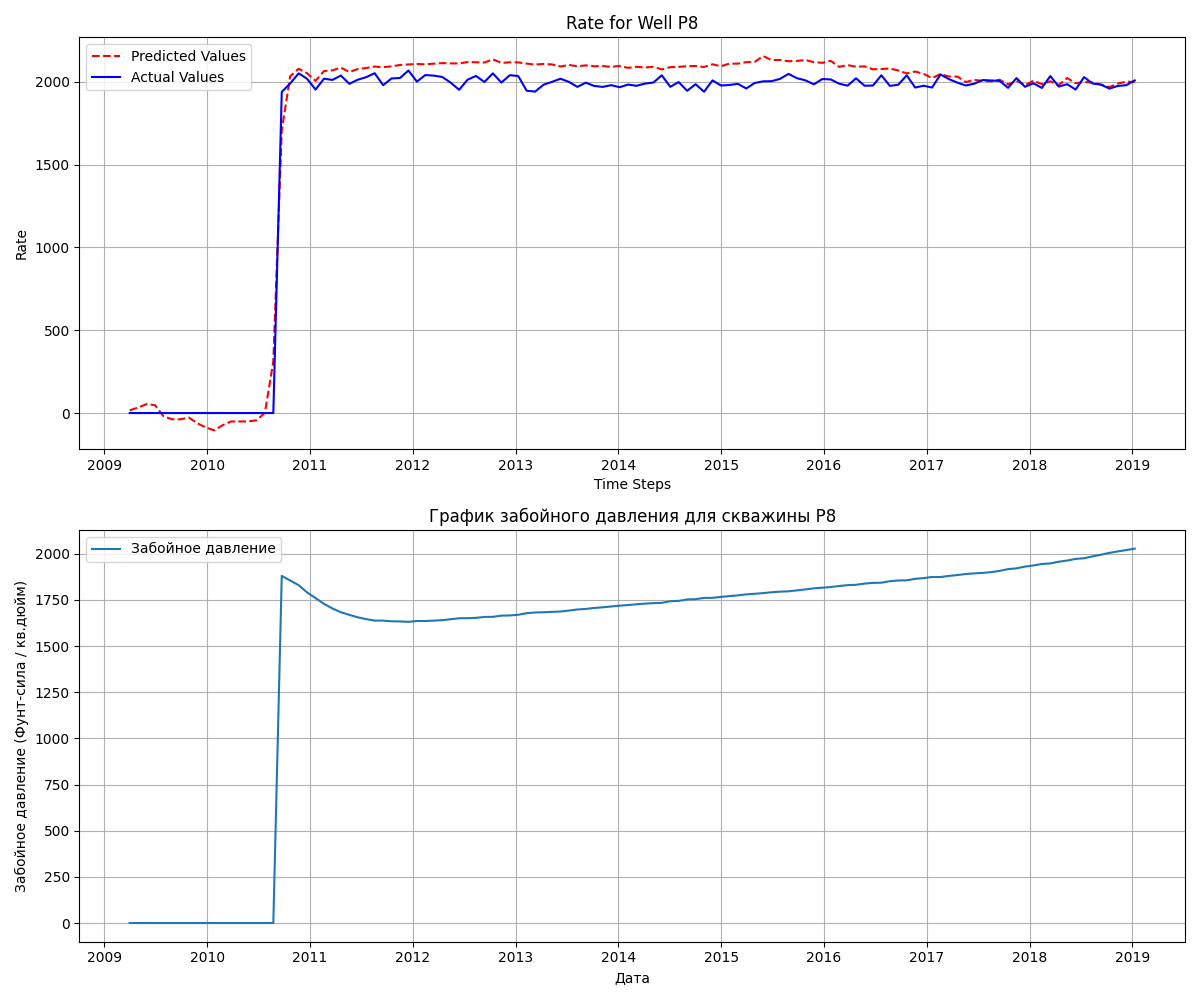 Rate for Well P8
Predicted Values
Actual Values
2000
1500
1000
500
0
Rate
2009 2010 2011 2012 2013 2014 2015 2016 2017 2018 2019
Time Steps
График забойного давления для скважины P8
Забойное давление
2000
1750
1500
1250
1000
750
500
250
0
Забойное давление (Фунт-сила / кв.дюйм)
2009 2010 2011 2012 2013 2014 2015 2016 2017 2018 2019
Дата